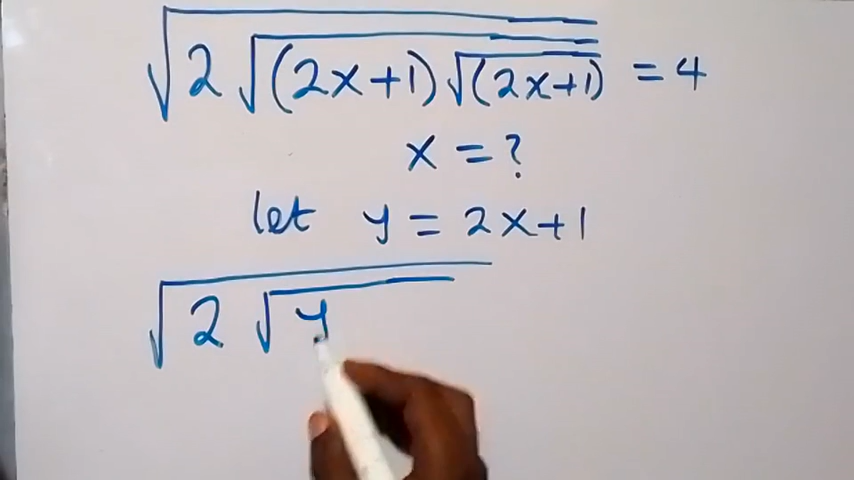 √(2√((2x+1)√(2x+1))) = 4
x = ?
let y = 2x+1
√(2√(y